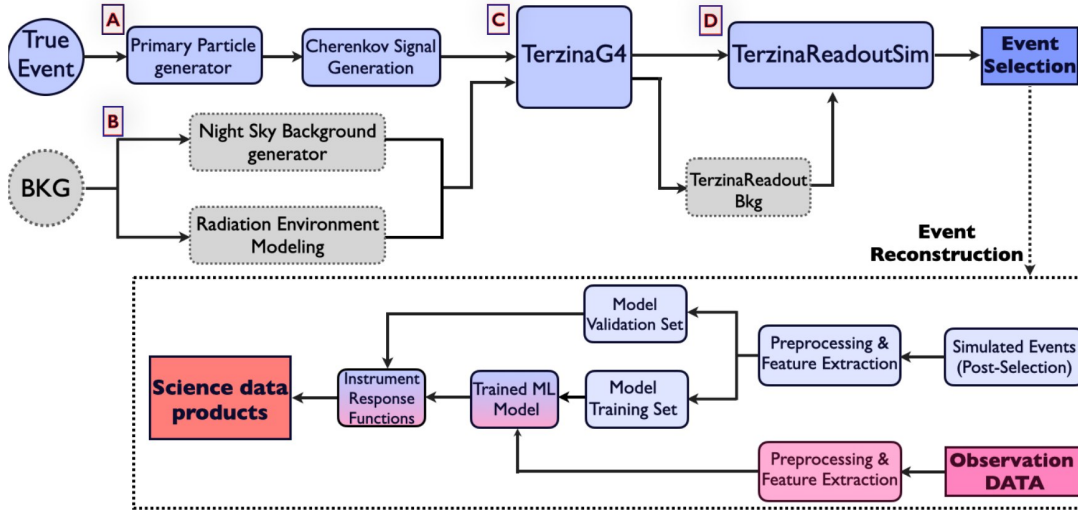 A
True
Event
Primary Particle
generator
Cherenkov Signal
Generation
C
TerzinaG4
D
TerzinaReadoutSim
Event
Selection
B
BKG
Night Sky Background
generator
Radiation Environment
Modeling
TerzinaReadout
Bkg
Event
Reconstruction
Model
Validation Set
Preprocessing &
Feature Extraction
Simulated Events
(Post-Selection)
Science data
products
Instrument
Response
Functions
Trained ML
Model
Model
Training Set
Preprocessing &
Feature Extraction
Observation
DATA